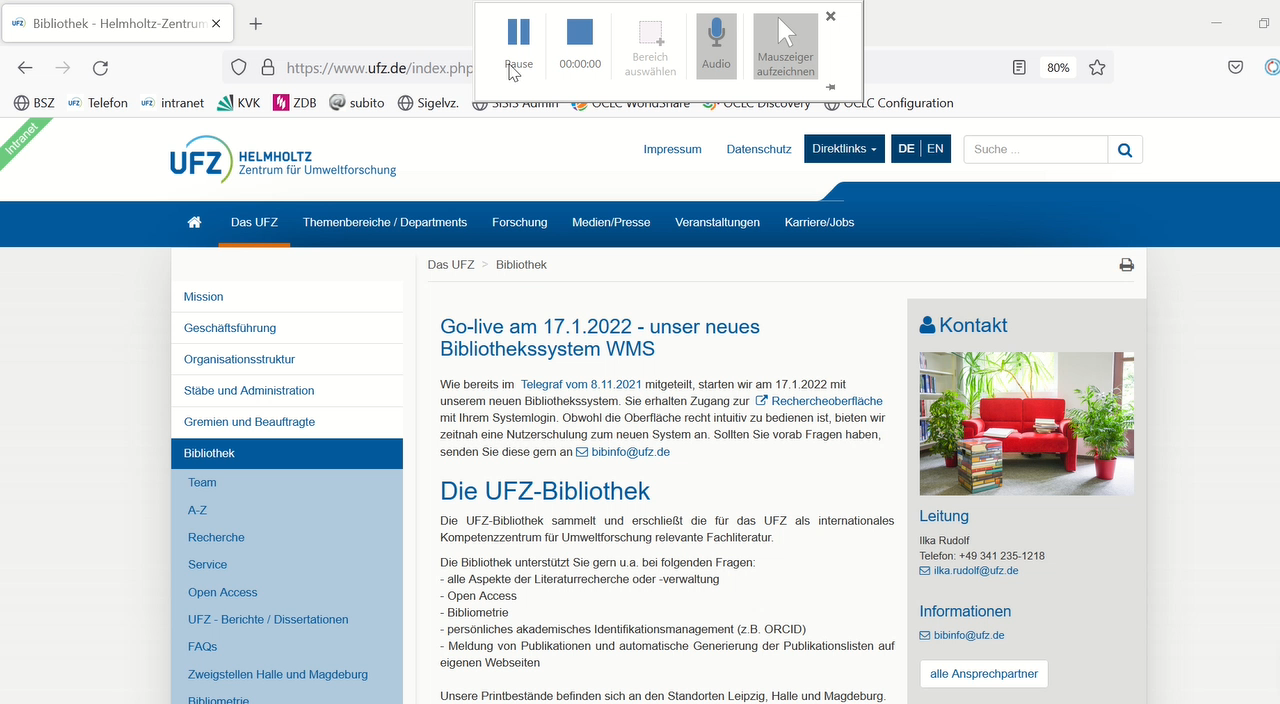 Bibliothek - Helmholtz-Zentrum
Pause
00:00:00
Bereich
auswählen
Audio
Mauszeiger
aufzeichnen
https://www.ufz.de/index.php
80%
BSZ
Telefon
intranet
KVK
ZDB
subito
Sigelvz.
SISIS Admin
OCLC WorldShare
OCLC Discovery
OCLC Configuration
Intranet
UFZ HELMHOLTZ
Zentrum für Umweltforschung
Impressum
Datenschutz
Direktlinks
DE
EN
Suche ...
Das UFZ
Themenbereiche / Departments
Forschung
Medien/Presse
Veranstaltungen
Karriere/Jobs
Das UFZ > Bibliothek
Mission
Geschäftsführung
Organisationsstruktur
Stäbe und Administration
Gremien und Beauftragte
Bibliothek
Team
A-Z
Recherche
Service
Open Access
UFZ - Berichte / Dissertationen
FAQs
Zweigstellen Halle und Magdeburg
Bibliometrie
Go-live am 17.1.2022 - unser neues
Bibliothekssystem WMS
Wie bereits im Telegraf vom 8.11.2021 mitgeteilt, starten wir am 17.1.2022 mit
unserem neuen Bibliothekssystem. Sie erhalten Zugang zur Rechercheoberfläche
mit Ihrem Systemlogin. Obwohl die Oberfläche recht intuitiv zu bedienen ist, bieten wir
zeitnah eine Nutzerschulung zum neuen System an. Sollten Sie vorab Fragen haben,
senden Sie diese gern an bibinfo@ufz.de
Die UFZ-Bibliothek
Die UFZ-Bibliothek sammelt und erschließt die für das UFZ als internationales
Kompetenzzentrum für Umweltforschung relevante Fachliteratur.
Die Bibliothek unterstützt Sie gern u.a. bei folgenden Fragen:
- alle Aspekte der Literaturrecherche oder -verwaltung
- Open Access
- Bibliometrie
- persönliches akademisches Identifikationsmanagement (z.B. ORCID)
- Meldung von Publikationen und automatische Generierung der Publikationslisten auf
eigenen Webseiten
Unsere Printbestände befinden sich an den Standorten Leipzig, Halle und Magdeburg.
Kontakt
Leitung
Ilka Rudolf
Telefon: +49 341 235-1218
ilka.rudolf@ufz.de
Informationen
bibinfo@ufz.de
alle Ansprechpartner